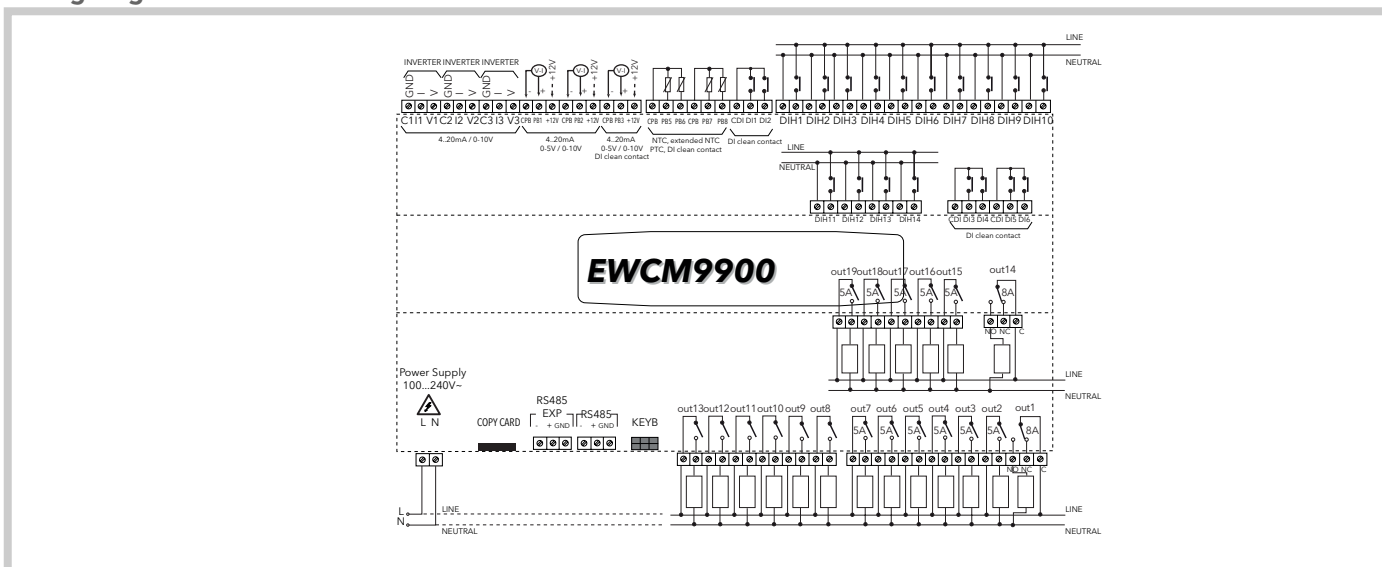 LINE
NEUTRAL
INVERTER INVERTER INVERTER
GND I V GND I V GND I V
V-I +12V V-I +12V V-I +12V
- + - + - +
C1 I1 V1 C2 I2 V2 C3 I3 V3 CPB PB1 +12V CPB PB2 +12V CPB PB3 +12V CPB PB5 PB6 CPB PB7 PB8 CDI DI1 DI2 DIH1 DIH2 DIH3 DIH4 DIH5 DIH6 DIH7 DIH8 DIH9 DIH10
4..20mA / 0-10V
4..20mA
0-5V / 0-10V
4..20mA
0-5V / 0-10V
DI clean contact
NTC, extended NTC
PTC, DI clean contact
DI clean contact
LINE
NEUTRAL
DIH11 DIH12 DIH13 DIH14
CDI DI3 DI4 CDI DI5 DI6
DI clean contact
EWCM9900
out19 out18 out17 out16 out15 out14
5A 5A 5A 5A 5A 8A
NO NC C
LINE
NEUTRAL
Power Supply
100...240V~
L N
COPY CARD
RS485
EXP
- + GND
RS485
- + GND
KEYB
out13 out12 out11 out10 out9 out8 out7 out6 out5 out4 out3 out2 out1
5A 5A 5A 5A 5A 5A 8A
NO NC C
L LINE
N NEUTRAL
LINE
NEUTRAL